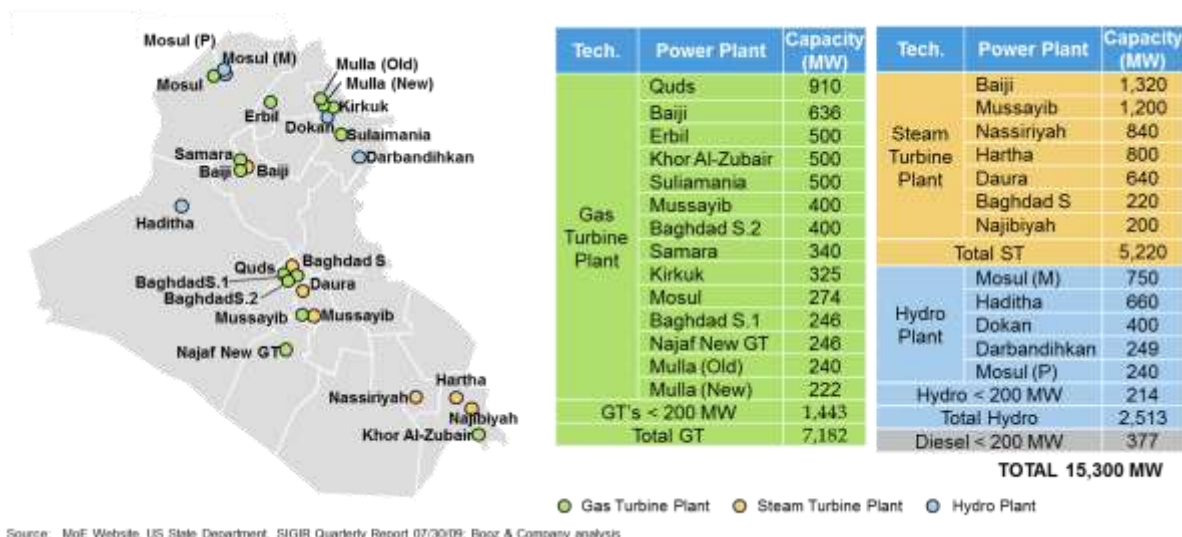 Mosul (P)
Mosul (M)
Mosul
Mulla (Old)
Mulla (New)
Kirkuk
Erbil
Dokan
Sulaimania
Samara
Darbandihkan
Baiji
Baiji
Haditha
Quds
Baghdad S
BaghdadS.1
Daura
BaghdadS.2
Mussayib
Mussayib
Najaf New GT
Hartha
Nassiriyah
Najibiyah
Khor Al-Zubair
Tech. Power Plant Capacity (MW)
Gas Turbine Plant
Quds 910
Baiji 636
Erbil 500
Khor Al-Zubair 500
Suliamania 500
Mussayib 400
Baghdad S.2 400
Samara 340
Kirkuk 325
Mosul 274
Baghdad S.1 246
Najaf New GT 246
Mulla (Old) 240
Mulla (New) 222
GT's < 200 MW 1,443
Total GT 7,182
Tech. Power Plant Capacity (MW)
Steam Turbine Plant
Baiji 1,320
Mussayib 1,200
Nassiriyah 840
Hartha 800
Daura 640
Baghdad S 220
Najibiyah 200
Total ST 5,220
Hydro Plant
Mosul (M) 750
Haditha 660
Dokan 400
Darbandihkan 249
Mosul (P) 240
Hydro < 200 MW 214
Total Hydro 2,513
Diesel < 200 MW 377
TOTAL 15,300 MW
Gas Turbine Plant Steam Turbine Plant Hydro Plant
Source: MoE Website, US State Department, SIGIR Quarterly Report 07/30/09; Booz & Company analysis